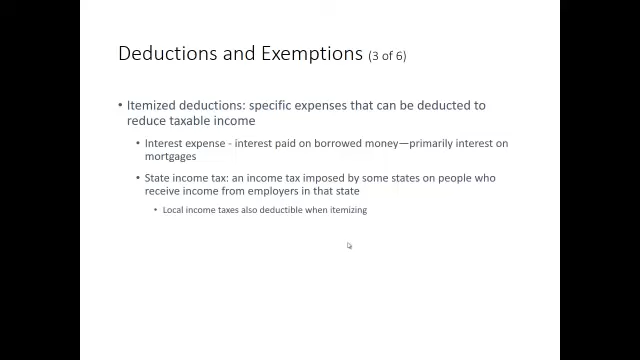 Deductions and Exemptions (3 of 6)
• Itemized deductions: specific expenses that can be deducted to
reduce taxable income
• Interest expense - interest paid on borrowed money—primarily interest on
mortgages
• State income tax: an income tax imposed by some states on people who
receive income from employers in that state
• Local income taxes also deductible when itemizing